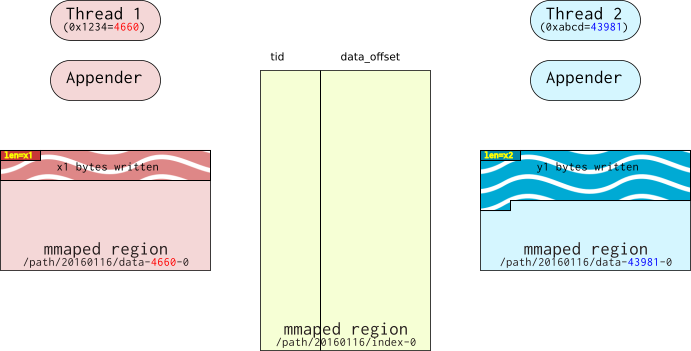 Thread 1
(0x1234=4660)
Appender
len=x1
x1 bytes written
mmaped region
/path/20160116/data-4660-0
tid data_offset
mmaped region
/path/20160116/index-0
Thread 2
(0xabcd=43981)
Appender
len=x2
y1 bytes written
mmaped region
/path/20160116/data-43981-0